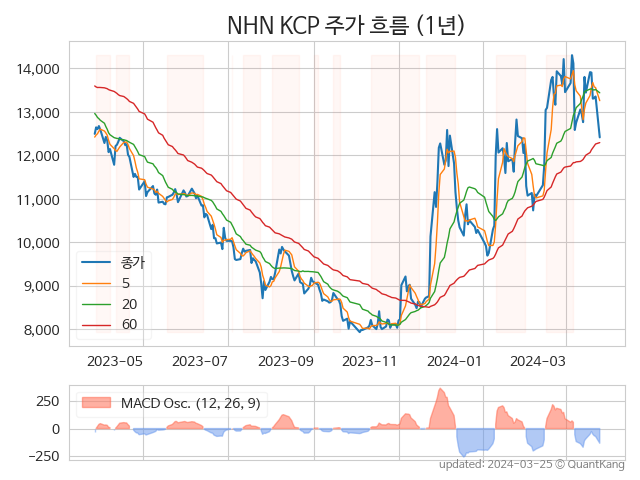 NHN KCP 주가 흐름 (1년)
14,000
13,000
12,000
11,000
10,000
9,000
8,000
종가
5
20
60
2023-05 2023-07 2023-09 2023-11 2024-01 2024-03
250
0
−250
MACD Osc. (12, 26, 9)
updated: 2024-03-25 © QuantKang